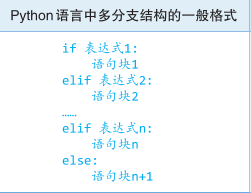 Python语言中多分支结构的一般格式
if 表达式1:
    语句块1
elif 表达式2:
    语句块2
……
elif 表达式n:
    语句块n
else:
    语句块n+1